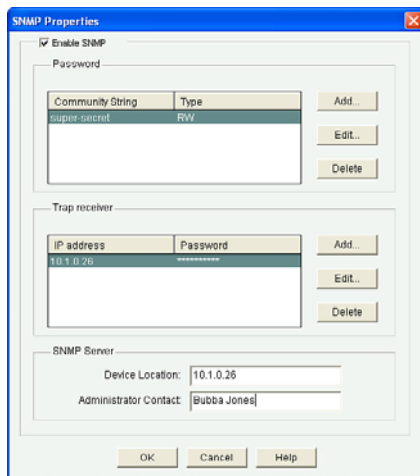 SNMP Properties
Enable SNMP
Password
Community String Type
super-secret RW
Add...
Edit...
Delete
Trap receiver
IP address Password
10.1.0.26 **********
Add...
Edit...
Delete
SNMP Server
Device Location: 10.1.0.26
Administrator Contact: Bubba Jones
OK Cancel Help